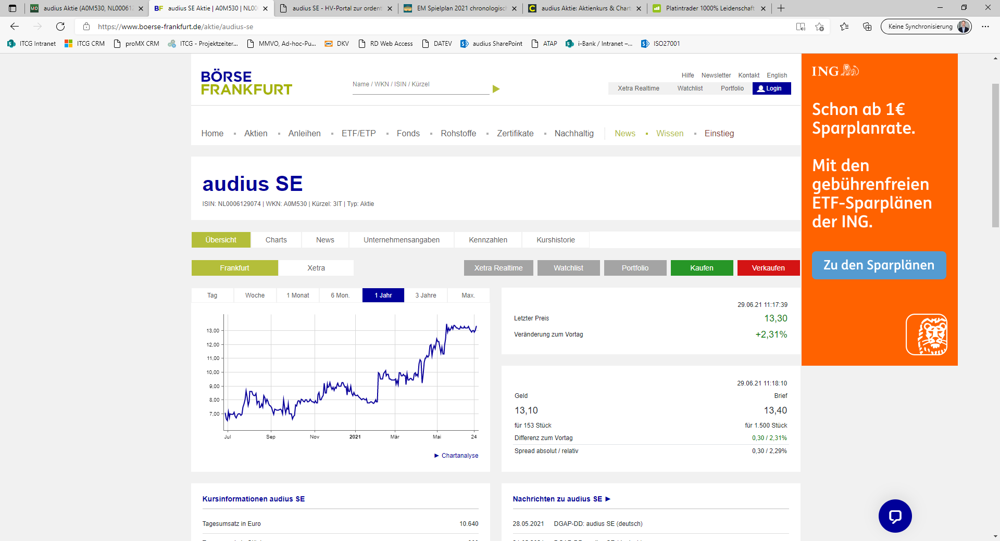 audius Aktie (A0M530, NL000612
audius SE Aktie | A0M530 | NL00
audius SE - HV-Portal zur ordent
EM Spielplan 2021 chronologisch
audius Aktie: Aktienkurs & Chart
Platintrader 1000% Leidenschaft
https://www.boerse-frankfurt.de/aktie/audius-se
Keine Synchronisierung
ITCG Intranet
ITCG CRM
proMX CRM
ITCG - Projektzeiter...
MMVO, Ad-hoc-Pu...
DKV
RD Web Access
DATEV
audius SharePoint
ATAP
i-Bank / Intranet –...
ISO27001
BÖRSE
FRANKFURT
Name / WKN / ISIN / Kürzel
Hilfe Newsletter Kontakt English
Xetra Realtime Watchlist Portfolio Login
Home Aktien Anleihen ETF/ETP Fonds Rohstoffe Zertifikate Nachhaltig News Wissen Einstieg
audius SE
ISIN: NL0006129074 | WKN: A0M530 | Kürzel: 3IT | Typ: Aktie
Übersicht Charts News Unternehmensangaben Kennzahlen Kurshistorie
Frankfurt Xetra
Xetra Realtime Watchlist Portfolio Kaufen Verkaufen
Tag Woche 1 Monat 6 Mon. 1 Jahr 3 Jahre Max.
13,00
12,00
11,00
10,00
9,00
8,00
7,00
Jul Sep Nov 2021 Mär Mai 24
Chartanalyse
29.06.21 11:17:39
Letzter Preis 13,30
Veränderung zum Vortag +2,31%
29.06.21 11:18:10
Geld Brief
13,10 13,40
für 153 Stück für 1.500 Stück
Differenz zum Vortag 0,30 / 2,31%
Spread absolut / relativ 0,30 / 2,29%
Kursinformationen audius SE
Tagesumsatz in Euro 10.640
Nachrichten zu audius SE
28.05.2021 DGAP-DD: audius SE (deutsch)
ING
Schon ab 1€
Sparplanrate.
Mit den
gebührenfreien
ETF-Sparplänen
der ING.
Zu den Sparplänen